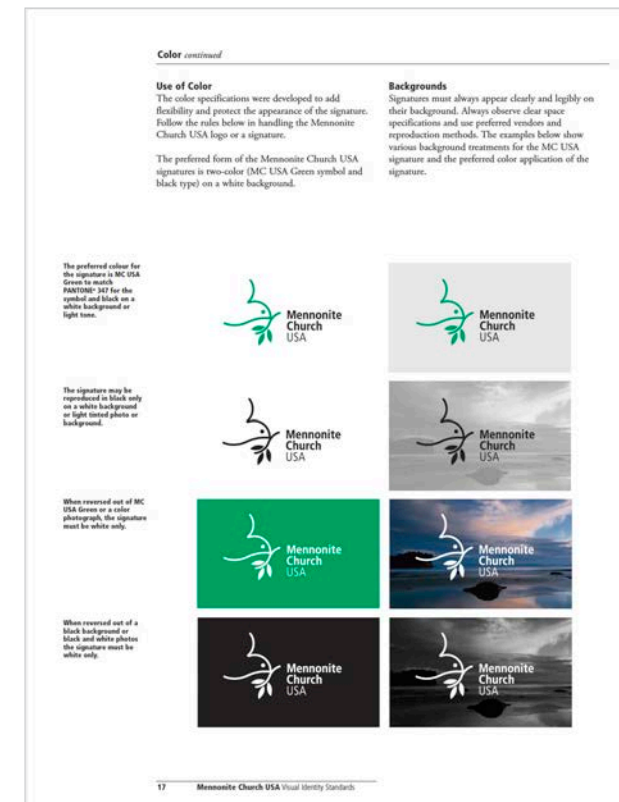 Color continued
Use of Color
The color specifications were developed to add
flexibility and protect the appearance of the signature.
Follow the rules below in handling the Mennonite
Church USA logo or a signature.
The preferred form of the Mennonite Church USA
signatures is two-color (MC USA Green symbol and
black type) on a white background.
Backgrounds
Signatures must always appear clearly and legibly on
their background. Always observe clear space
specifications and use preferred vendors and
reproduction methods. The examples below show
various background treatments for the MC USA
signature and the preferred color application of the
signature.
The preferred colour for
the signature is MC USA
Green to match
PANTONE® 347 for the
symbol and black on a
white background or
light tone.
Mennonite
Church
USA
Mennonite
Church
USA
The signature may be
reproduced in black only
on a white background
or light tinted photo or
background.
Mennonite
Church
USA
Mennonite
Church
USA
When reversed out of MC
USA Green or a color
photograph, the signature
must be white only.
Mennonite
Church
USA
Mennonite
Church
USA
When reversed out of a
black background or
black and white photos
the signature must be
white only.
Mennonite
Church
USA
Mennonite
Church
USA
17 Mennonite Church USA Visual Identity Standards